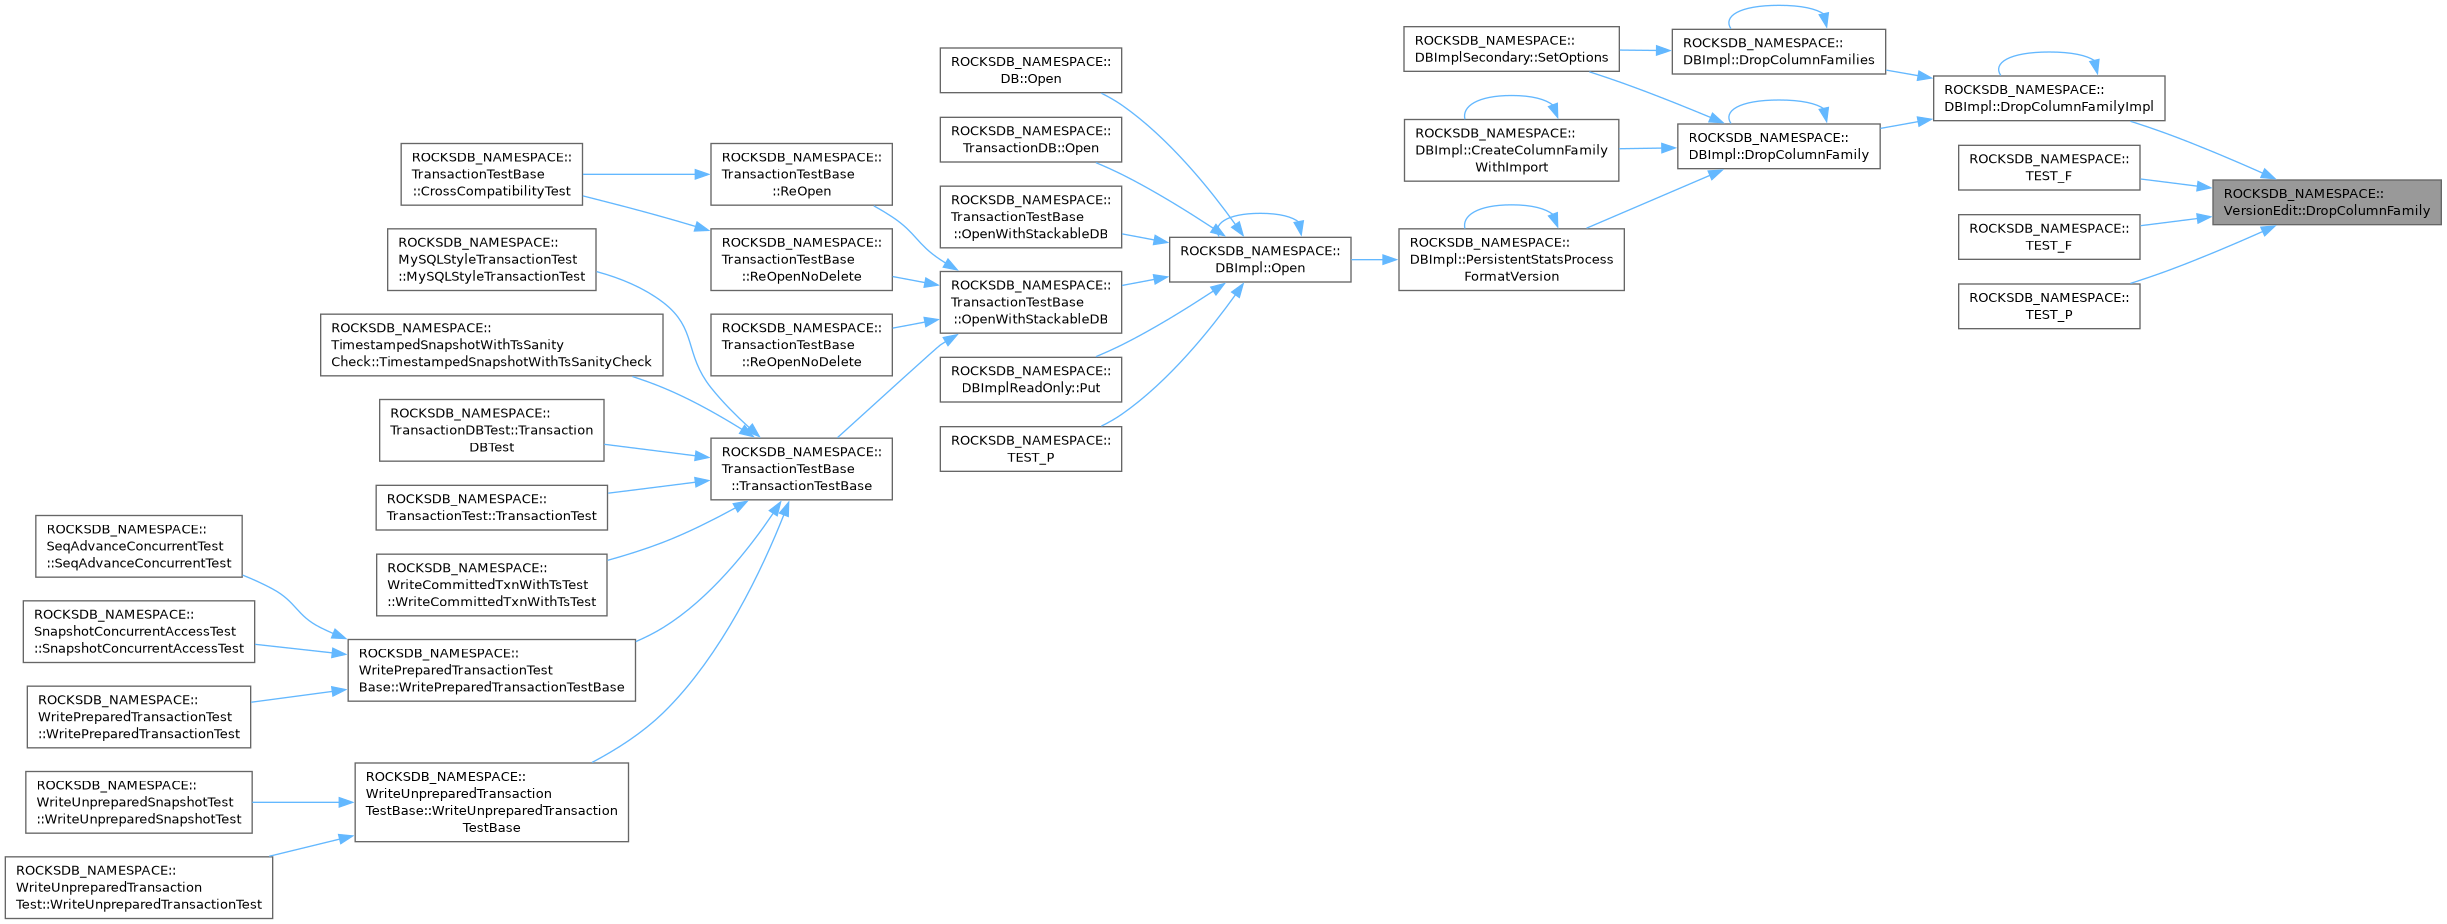 ROCKSDB_NAMESPACE::
DB::Open
ROCKSDB_NAMESPACE::
TransactionDB::Open
ROCKSDB_NAMESPACE::
TransactionTestBase
::OpenWithStackableDB
ROCKSDB_NAMESPACE::
TransactionTestBase
::OpenWithStackableDB
ROCKSDB_NAMESPACE::
DBImplReadOnly::Put
ROCKSDB_NAMESPACE::
TEST_P
ROCKSDB_NAMESPACE::
DBImplSecondary::SetOptions
ROCKSDB_NAMESPACE::
DBImpl::DropColumnFamilies
ROCKSDB_NAMESPACE::
DBImpl::DropColumnFamilyImpl
ROCKSDB_NAMESPACE::
DBImpl::CreateColumnFamily
WithImport
ROCKSDB_NAMESPACE::
DBImpl::DropColumnFamily
ROCKSDB_NAMESPACE::
TEST_F
ROCKSDB_NAMESPACE::
VersionEdit::DropColumnFamily
ROCKSDB_NAMESPACE::
TEST_F
ROCKSDB_NAMESPACE::
TEST_P
ROCKSDB_NAMESPACE::
DBImpl::PersistentStatsProcess
FormatVersion
ROCKSDB_NAMESPACE::
DBImpl::Open
ROCKSDB_NAMESPACE::
TransactionTestBase
::CrossCompatibilityTest
ROCKSDB_NAMESPACE::
TransactionTestBase
::ReOpen
ROCKSDB_NAMESPACE::
MySQLStyleTransactionTest
::MySQLStyleTransactionTest
ROCKSDB_NAMESPACE::
TransactionTestBase
::ReOpenNoDelete
ROCKSDB_NAMESPACE::
TimestampedSnapshotWithTsSanity
Check::TimestampedSnapshotWithTsSanityCheck
ROCKSDB_NAMESPACE::
TransactionTestBase
::ReOpenNoDelete
ROCKSDB_NAMESPACE::
TransactionDBTest::Transaction
DBTest
ROCKSDB_NAMESPACE::
TransactionTestBase
::TransactionTestBase
ROCKSDB_NAMESPACE::
TransactionTest::TransactionTest
ROCKSDB_NAMESPACE::
WriteCommittedTxnWithTsTest
::WriteCommittedTxnWithTsTest
ROCKSDB_NAMESPACE::
SeqAdvanceConcurrentTest
::SeqAdvanceConcurrentTest
ROCKSDB_NAMESPACE::
SnapshotConcurrentAccessTest
::SnapshotConcurrentAccessTest
ROCKSDB_NAMESPACE::
WritePreparedTransactionTest
Base::WritePreparedTransactionTestBase
ROCKSDB_NAMESPACE::
WritePreparedTransactionTest
::WritePreparedTransactionTest
ROCKSDB_NAMESPACE::
WriteUnpreparedSnapshotTest
::WriteUnpreparedSnapshotTest
ROCKSDB_NAMESPACE::
WriteUnpreparedTransaction
TestBase::WriteUnpreparedTransaction
TestBase
ROCKSDB_NAMESPACE::
WriteUnpreparedTransaction
Test::WriteUnpreparedTransactionTest